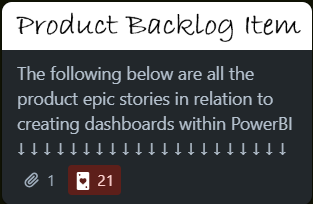 Product Backlog Item
The following below are all the
product epic stories in relation to
creating dashboards within PowerBI
↓ ↓ ↓ ↓ ↓ ↓ ↓ ↓ ↓ ↓ ↓ ↓ ↓ ↓ ↓ ↓ ↓ ↓ ↓ ↓ ↓
1 21